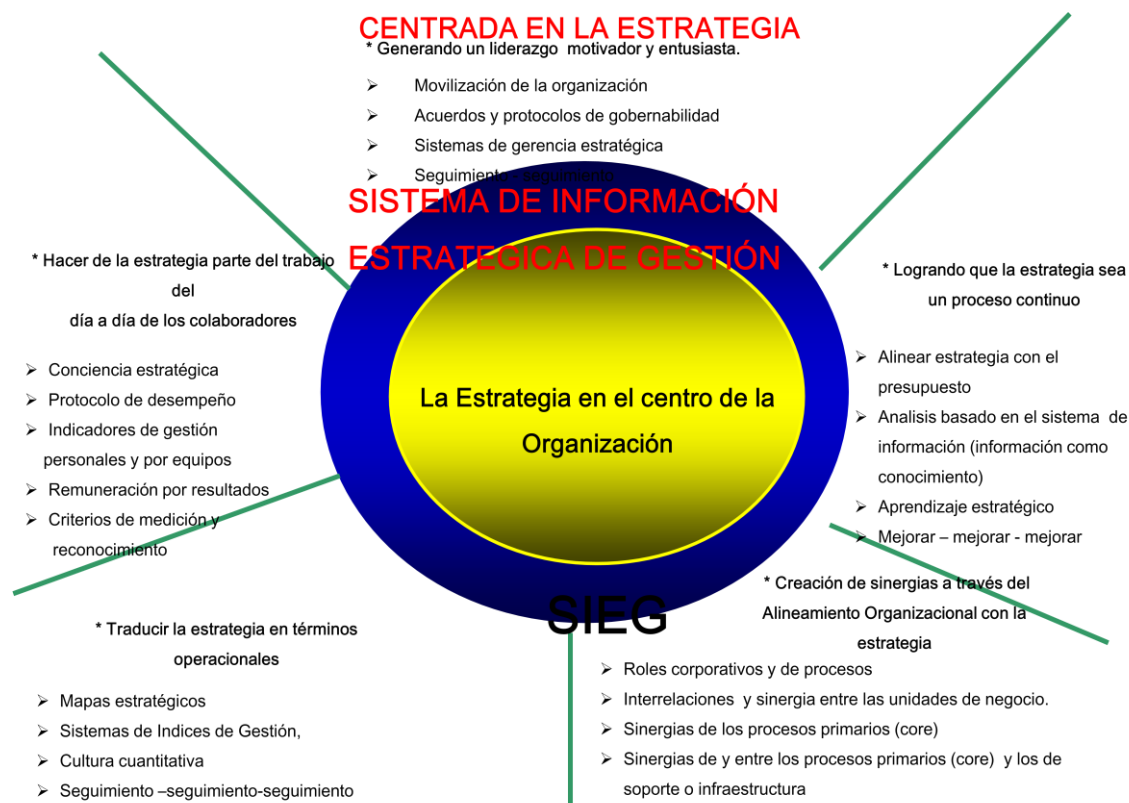 CENTRADA EN LA ESTRATEGIA
* Generando un liderazgo motivador y entusiasta.
➢ Movilización de la organización
➢ Acuerdos y protocolos de gobernabilidad
➢ Sistemas de gerencia estratégica
➢ Seguimiento - seguimiento
SISTEMA DE INFORMACIÓN
ESTRATEGICA DE GESTIÓN
* Hacer de la estrategia parte del trabajo
del
día a día de los colaboradores
➢ Conciencia estratégica
➢ Protocolo de desempeño
➢ Indicadores de gestión
personales y por equipos
➢ Remuneración por resultados
➢ Criterios de medición y
reconocimiento
* Logrando que la estrategia sea
un proceso continuo
➢ Alinear estrategia con el
presupuesto
➢ Analisis basado en el sistema de
información (información como
conocimiento)
➢ Aprendizaje estratégico
➢ Mejorar – mejorar - mejorar
La Estrategia en el centro de la
Organización
SIEG
* Traducir la estrategia en términos
operacionales
➢ Mapas estratégicos
➢ Sistemas de Indices de Gestión,
➢ Cultura cuantitativa
➢ Seguimiento –seguimiento-seguimiento
* Creación de sinergias a través del
Alineamiento Organizacional con la
estrategia
➢ Roles corporativos y de procesos
➢ Interrelaciones y sinergia entre las unidades de negocio.
➢ Sinergias de los procesos primarios (core)
➢ Sinergias de y entre los procesos primarios (core) y los de
soporte o infraestructura